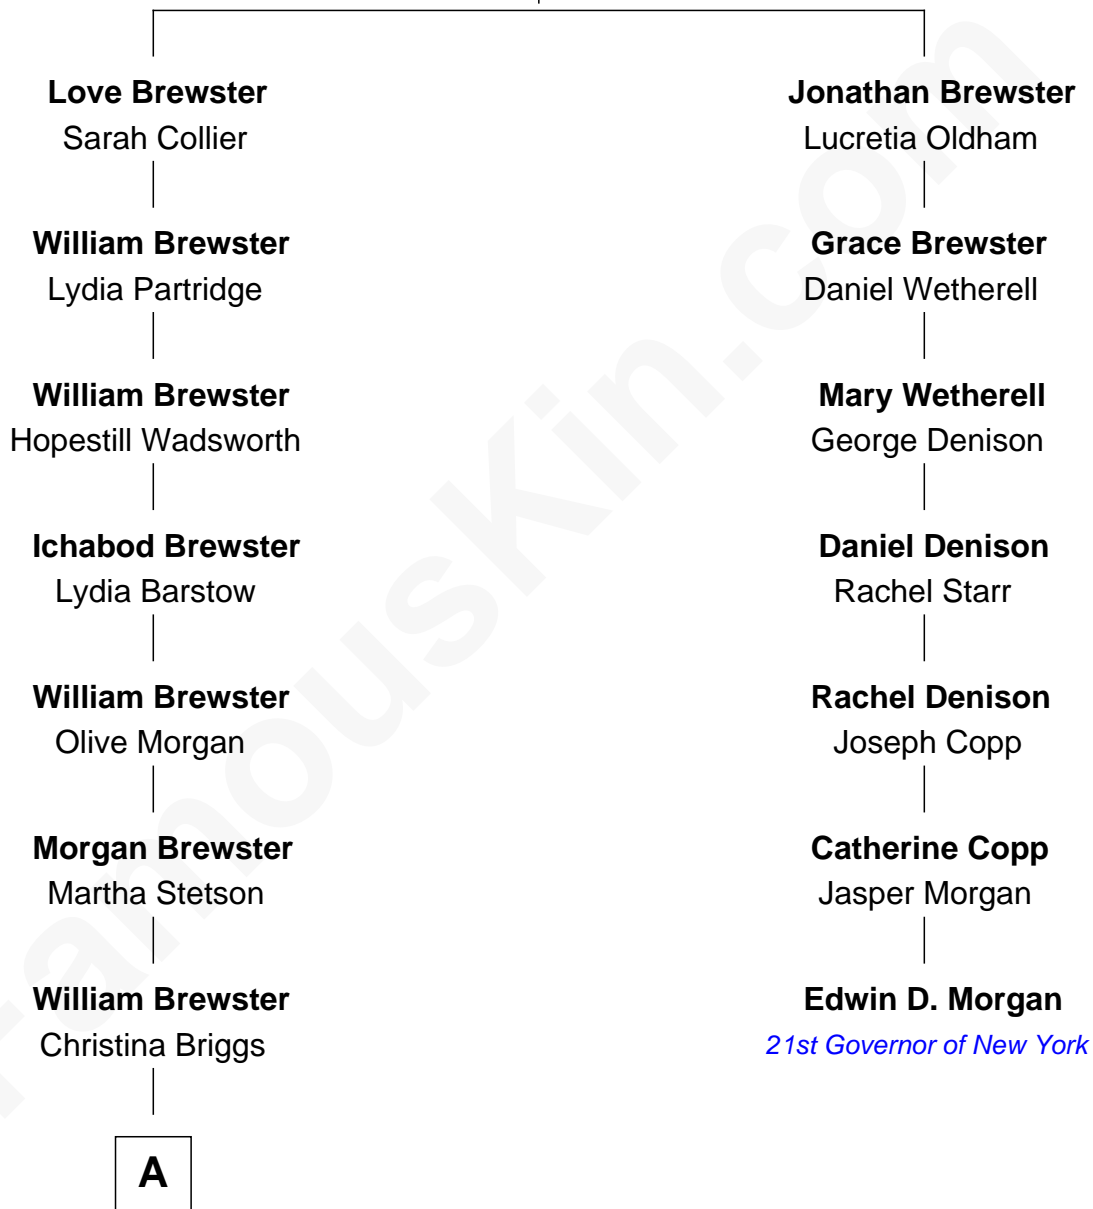 Love Brewster
Sarah Collier
William Brewster
Lydia Partridge
William Brewster
Hopestill Wadsworth
Ichabod Brewster
Lydia Barstow
William Brewster
Olive Morgan
Morgan Brewster
Martha Stetson
William Brewster
Christina Briggs
A
Jonathan Brewster
Lucretia Oldham
Grace Brewster
Daniel Wetherell
Mary Wetherell
George Denison
Daniel Denison
Rachel Starr
Rachel Denison
Joseph Copp
Catherine Copp
Jasper Morgan
Edwin D. Morgan
21st Governor of New York
FamousKin.com